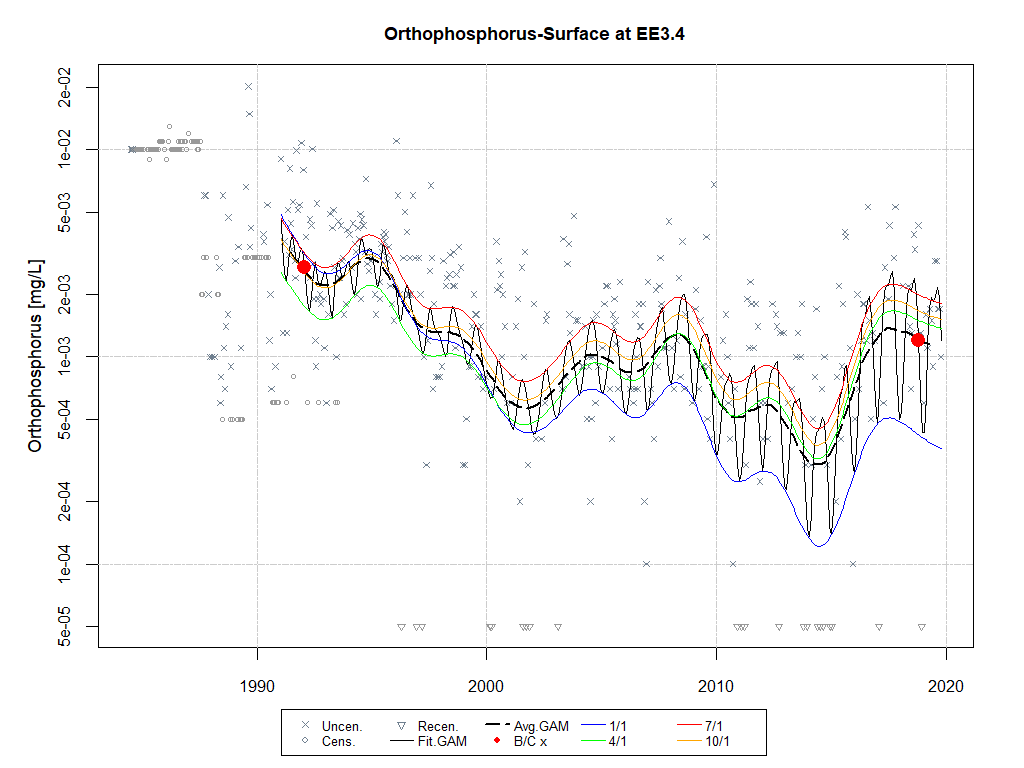 Orthophosphorus-Surface at EE3.4
Orthophosphorus [mg/L]
2e-02
1e-02
5e-03
2e-03
1e-03
5e-04
2e-04
1e-04
5e-05
1990 2000 2010 2020
Uncen. Recen. Avg.GAM 1/1 7/1
Cens. Fit.GAM B/C x 4/1 10/1